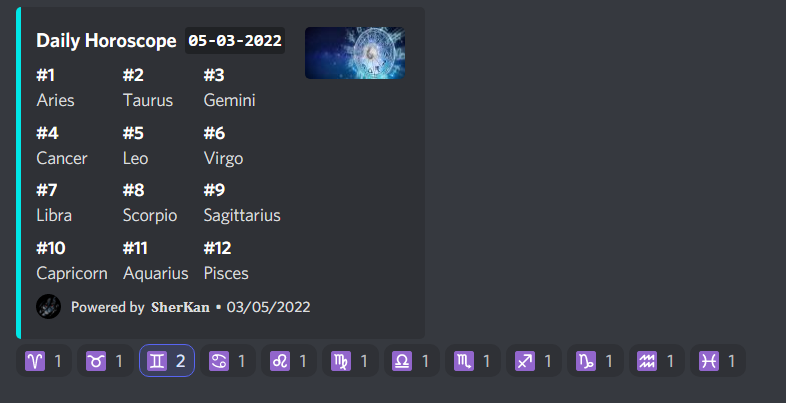 Daily Horoscope 05-03-2022
#1 #2 #3
Aries Taurus Gemini
#4 #5 #6
Cancer Leo Virgo
#7 #8 #9
Libra Scorpio Sagittarius
#10 #11 #12
Capricorn Aquarius Pisces
Powered by SherKan • 03/05/2022
♈ 1 ♉ 1 ♊ 2 ♋ 1 ♌ 1 ♍ 1 ♎ 1 ♏ 1 ♐ 1 ♑ 1 ♒ 1 ♓ 1